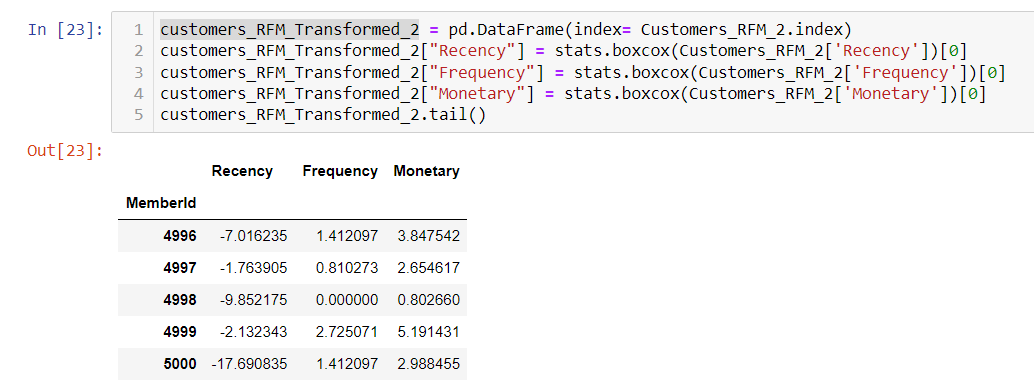 In [23]:
1 customers_RFM_Transformed_2 = pd.DataFrame(index= Customers_RFM_2.index)
2 customers_RFM_Transformed_2["Recency"] = stats.boxcox(Customers_RFM_2['Recency'])[0]
3 customers_RFM_Transformed_2["Frequency"] = stats.boxcox(Customers_RFM_2['Frequency'])[0]
4 customers_RFM_Transformed_2["Monetary"] = stats.boxcox(Customers_RFM_2['Monetary'])[0]
5 customers_RFM_Transformed_2.tail()
Out[23]:
Recency Frequency Monetary
MemberId
4996 -7.016235 1.412097 3.847542
4997 -1.763905 0.810273 2.654617
4998 -9.852175 0.000000 0.802660
4999 -2.132343 2.725071 5.191431
5000 -17.690835 1.412097 2.988455